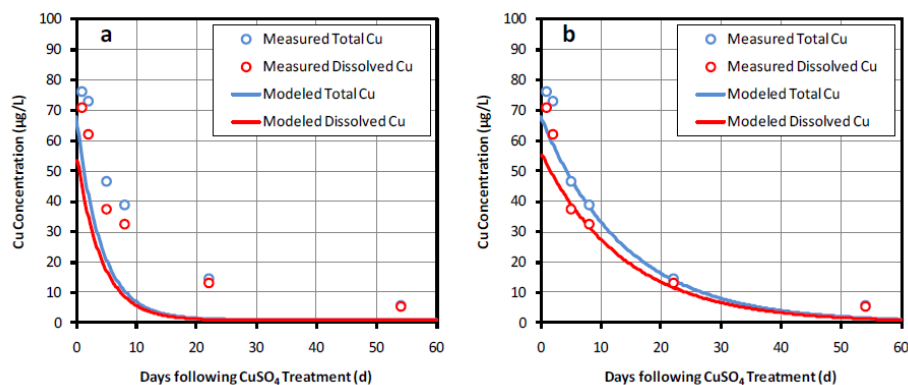 a
Measured Total Cu
Measured Dissolved Cu
Modeled Total Cu
Modeled Dissolved Cu
Cu Concentration (µg/L)
100
90
80
70
60
50
40
30
20
10
0
0 10 20 30 40 50 60
Days following CuSO4 Treatment (d)
b
Measured Total Cu
Measured Dissolved Cu
Modeled Total Cu
Modeled Dissolved Cu
Cu Concentration (µg/L)
100
90
80
70
60
50
40
30
20
10
0
0 10 20 30 40 50 60
Days following CuSO4 Treatment (d)